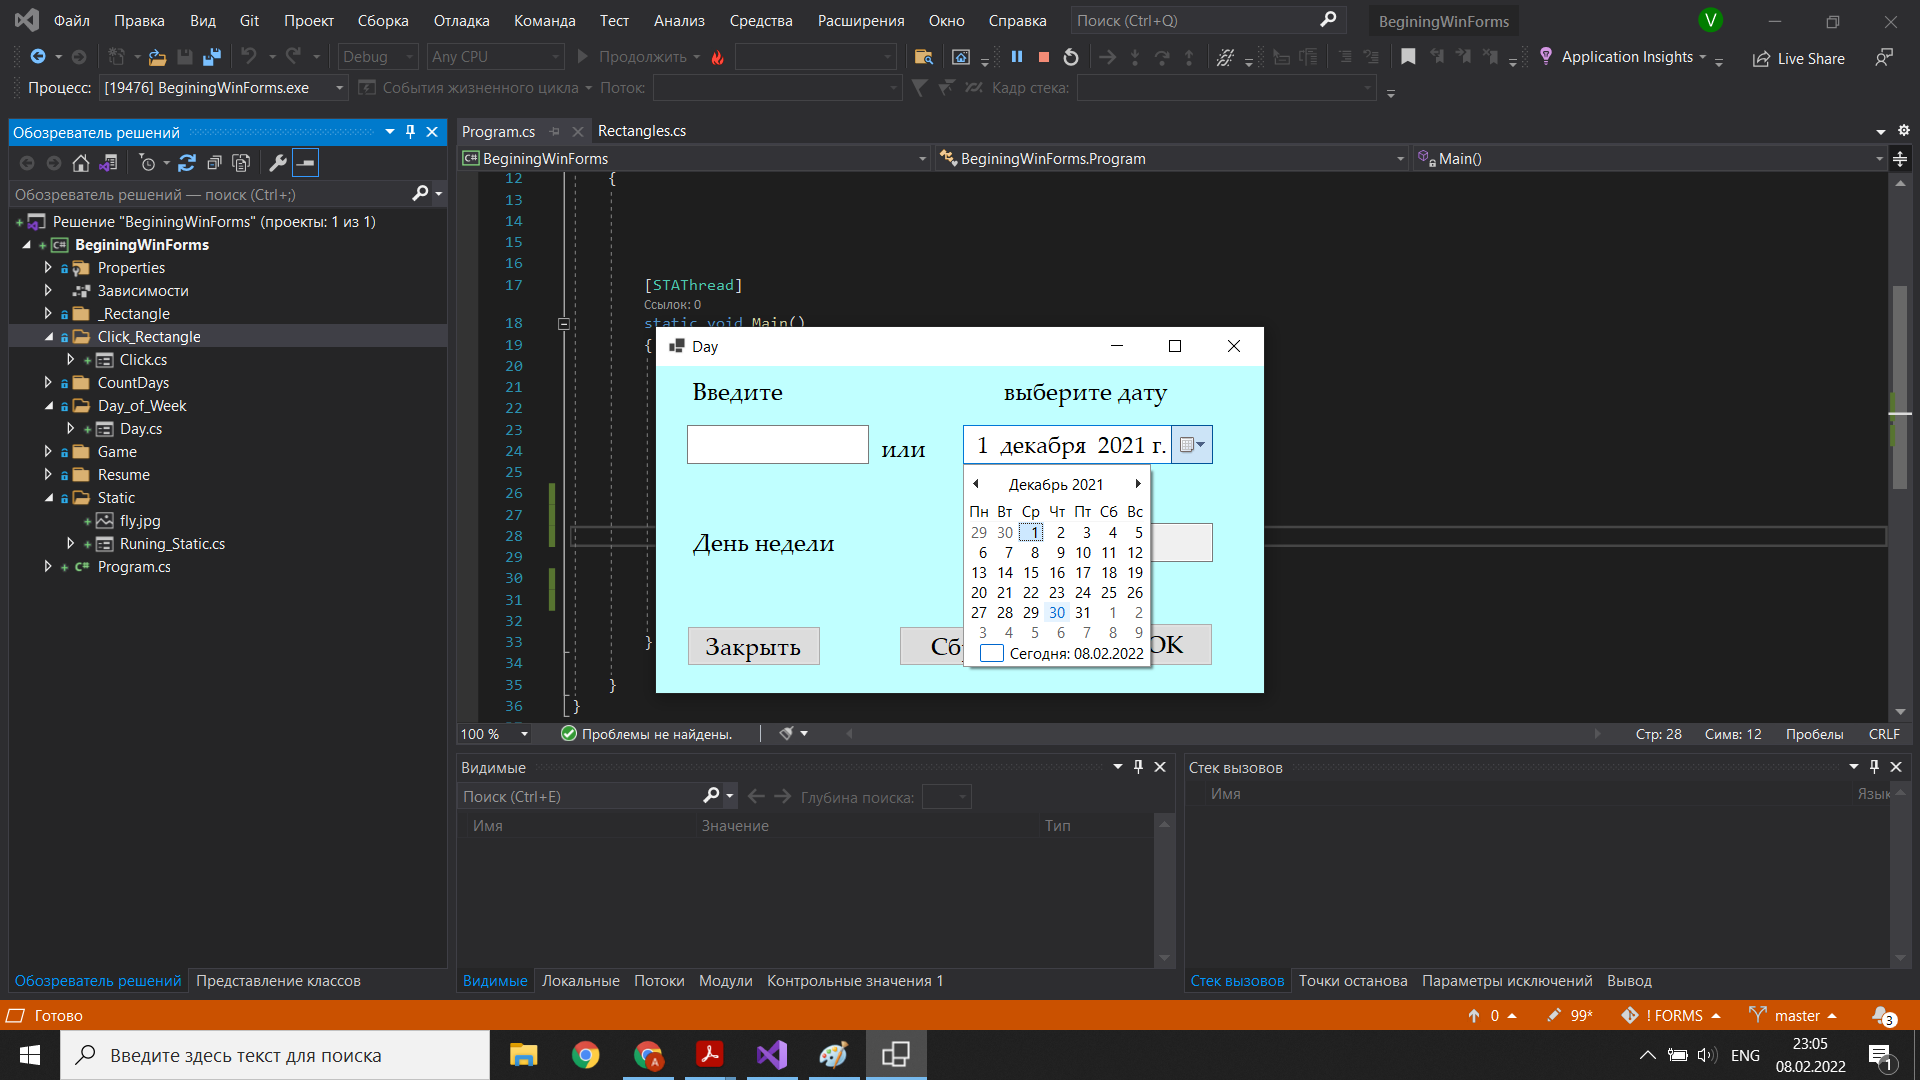 Файл Правка Вид Git Проект Сборка Отладка Команда Тест Анализ Средства Расширения Окно Справка Поиск (Ctrl+Q) BeginingWinForms V
Debug Any CPU Продолжить Application Insights Live Share
Процесс: [19476] BeginingWinForms.exe События жизненного цикла Поток: Кадр стека:
Обозреватель решений
Обозреватель решений — поиск (Ctrl+;)
Решение "BeginingWinForms" (проекты: 1 из 1)
BeginingWinForms
Properties
Зависимости
_Rectangle
Click_Rectangle
Click.cs
CountDays
Day_of_Week
Day.cs
Game
Resume
Static
fly.jpg
Runing_Static.cs
Program.cs
Обозреватель решений Представление классов
Program.cs Rectangles.cs
BeginingWinForms BeginingWinForms.Program Main()
12 {
13
14
15
16
17 [STAThread]
Ссылок: 0
18 static void Main()
19 {
20
21
22
23
24
25
26
27
28
29
30
31
32
33 }
34
35 }
36 }
Day
Введите выберите дату
или 1 декабря 2021 г.
Декабрь 2021
Пн Вт Ср Чт Пт Сб Вс
29 30 1 2 3 4 5
6 7 8 9 10 11 12
13 14 15 16 17 18 19
20 21 22 23 24 25 26
27 28 29 30 31 1 2
3 4 5 6 7 8 9
Сегодня: 08.02.2022
День недели
Закрыть Сб OK
100 % Проблемы не найдены. Стр: 28 Симв: 12 Пробелы CRLF
Видимые
Поиск (Ctrl+E) Глубина поиска:
Имя Значение Тип
Видимые Локальные Потоки Модули Контрольные значения 1
Стек вызовов
Имя Язык
Стек вызовов Точки останова Параметры исключений Вывод
Готово 0 99* ! FORMS master 3
Введите здесь текст для поиска
ENG 23:05
08.02.2022 1